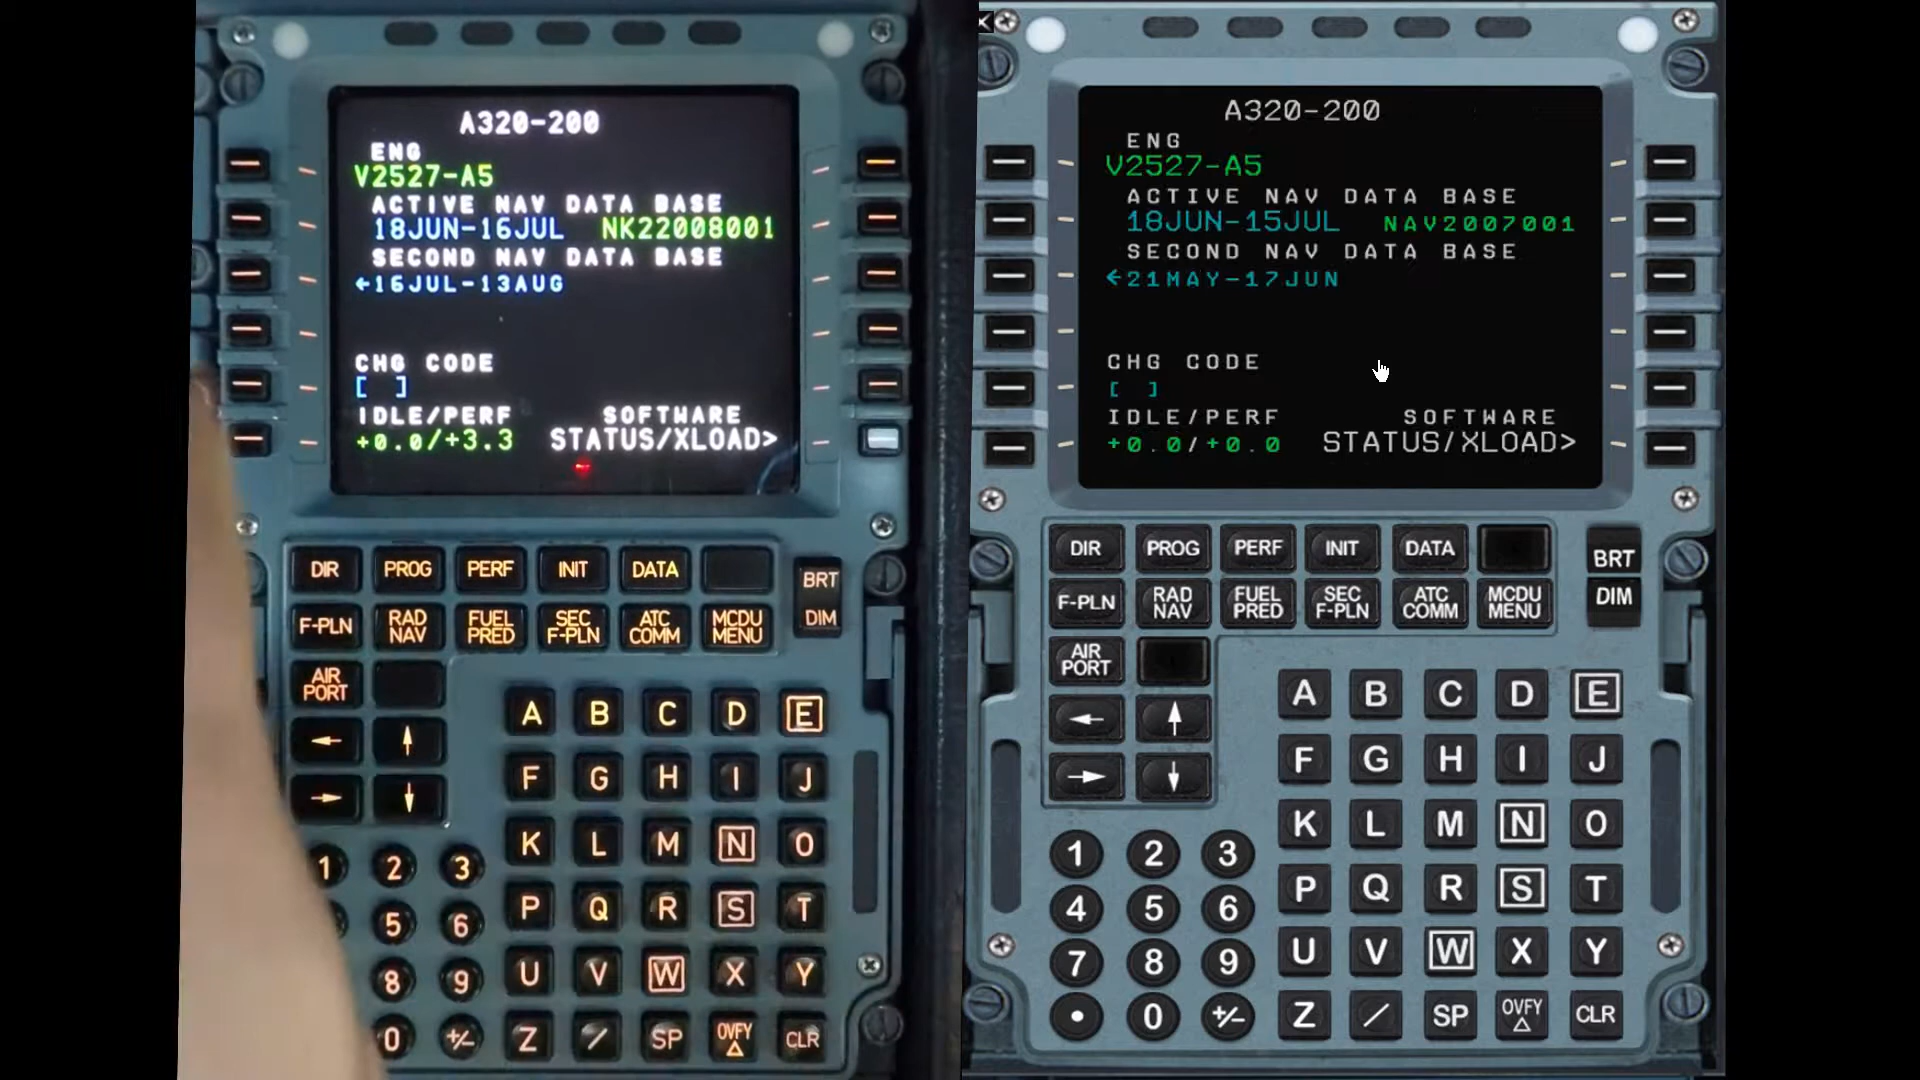 A320-200
ENG
V2527-A5
ACTIVE NAV DATA BASE
18JUN-16JUL NK22008001
SECOND NAV DATA BASE
←16JUL-13AUG
CHG CODE
[ ]
IDLE/PERF SOFTWARE
+0.0/+3.3 STATUS/XLOAD>
DIR PROG PERF INIT DATA
BRT
F-PLN RAD NAV FUEL PRED SEC F-PLN ATC COMM MCDU MENU
DIM
AIR PORT
← ↑
→ ↓
A B C D E
F G H I J
K L M N O
P Q R S T
U V W X Y
Z / SP OVFY △ CLR
1 2 3
5 6
8 9
0 +/-
A320-200
ENG
V2527-A5
ACTIVE NAV DATA BASE
18JUN-15JUL NAV2007001
SECOND NAV DATA BASE
←21MAY-17JUN
CHG CODE
[ ]
IDLE/PERF SOFTWARE
+0.0/+0.0 STATUS/XLOAD>
DIR PROG PERF INIT DATA
BRT
F-PLN RAD NAV FUEL PRED SEC F-PLN ATC COMM MCDU MENU
DIM
AIR PORT
← ↑
→ ↓
A B C D E
F G H I J
K L M N O
P Q R S T
U V W X Y
Z / SP OVFY △ CLR
1 2 3
4 5 6
7 8 9
• 0 +/-